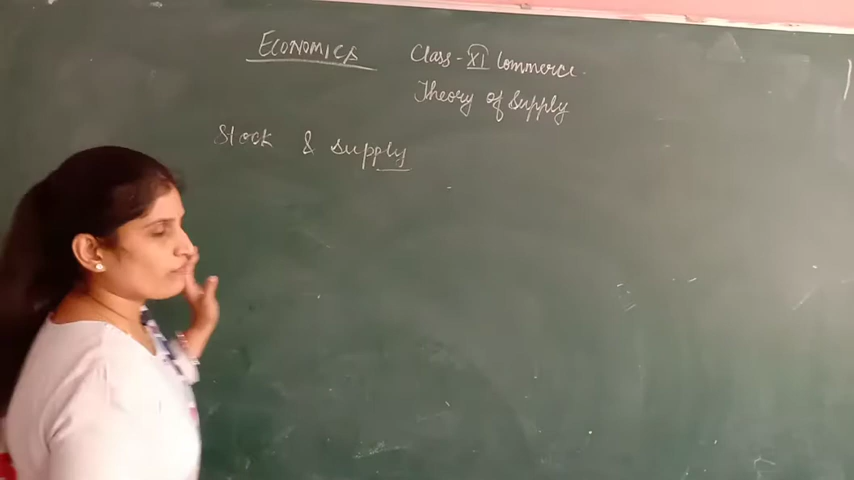 Economics
Class - XI Commerce.
Theory of Supply
Stock & Supply